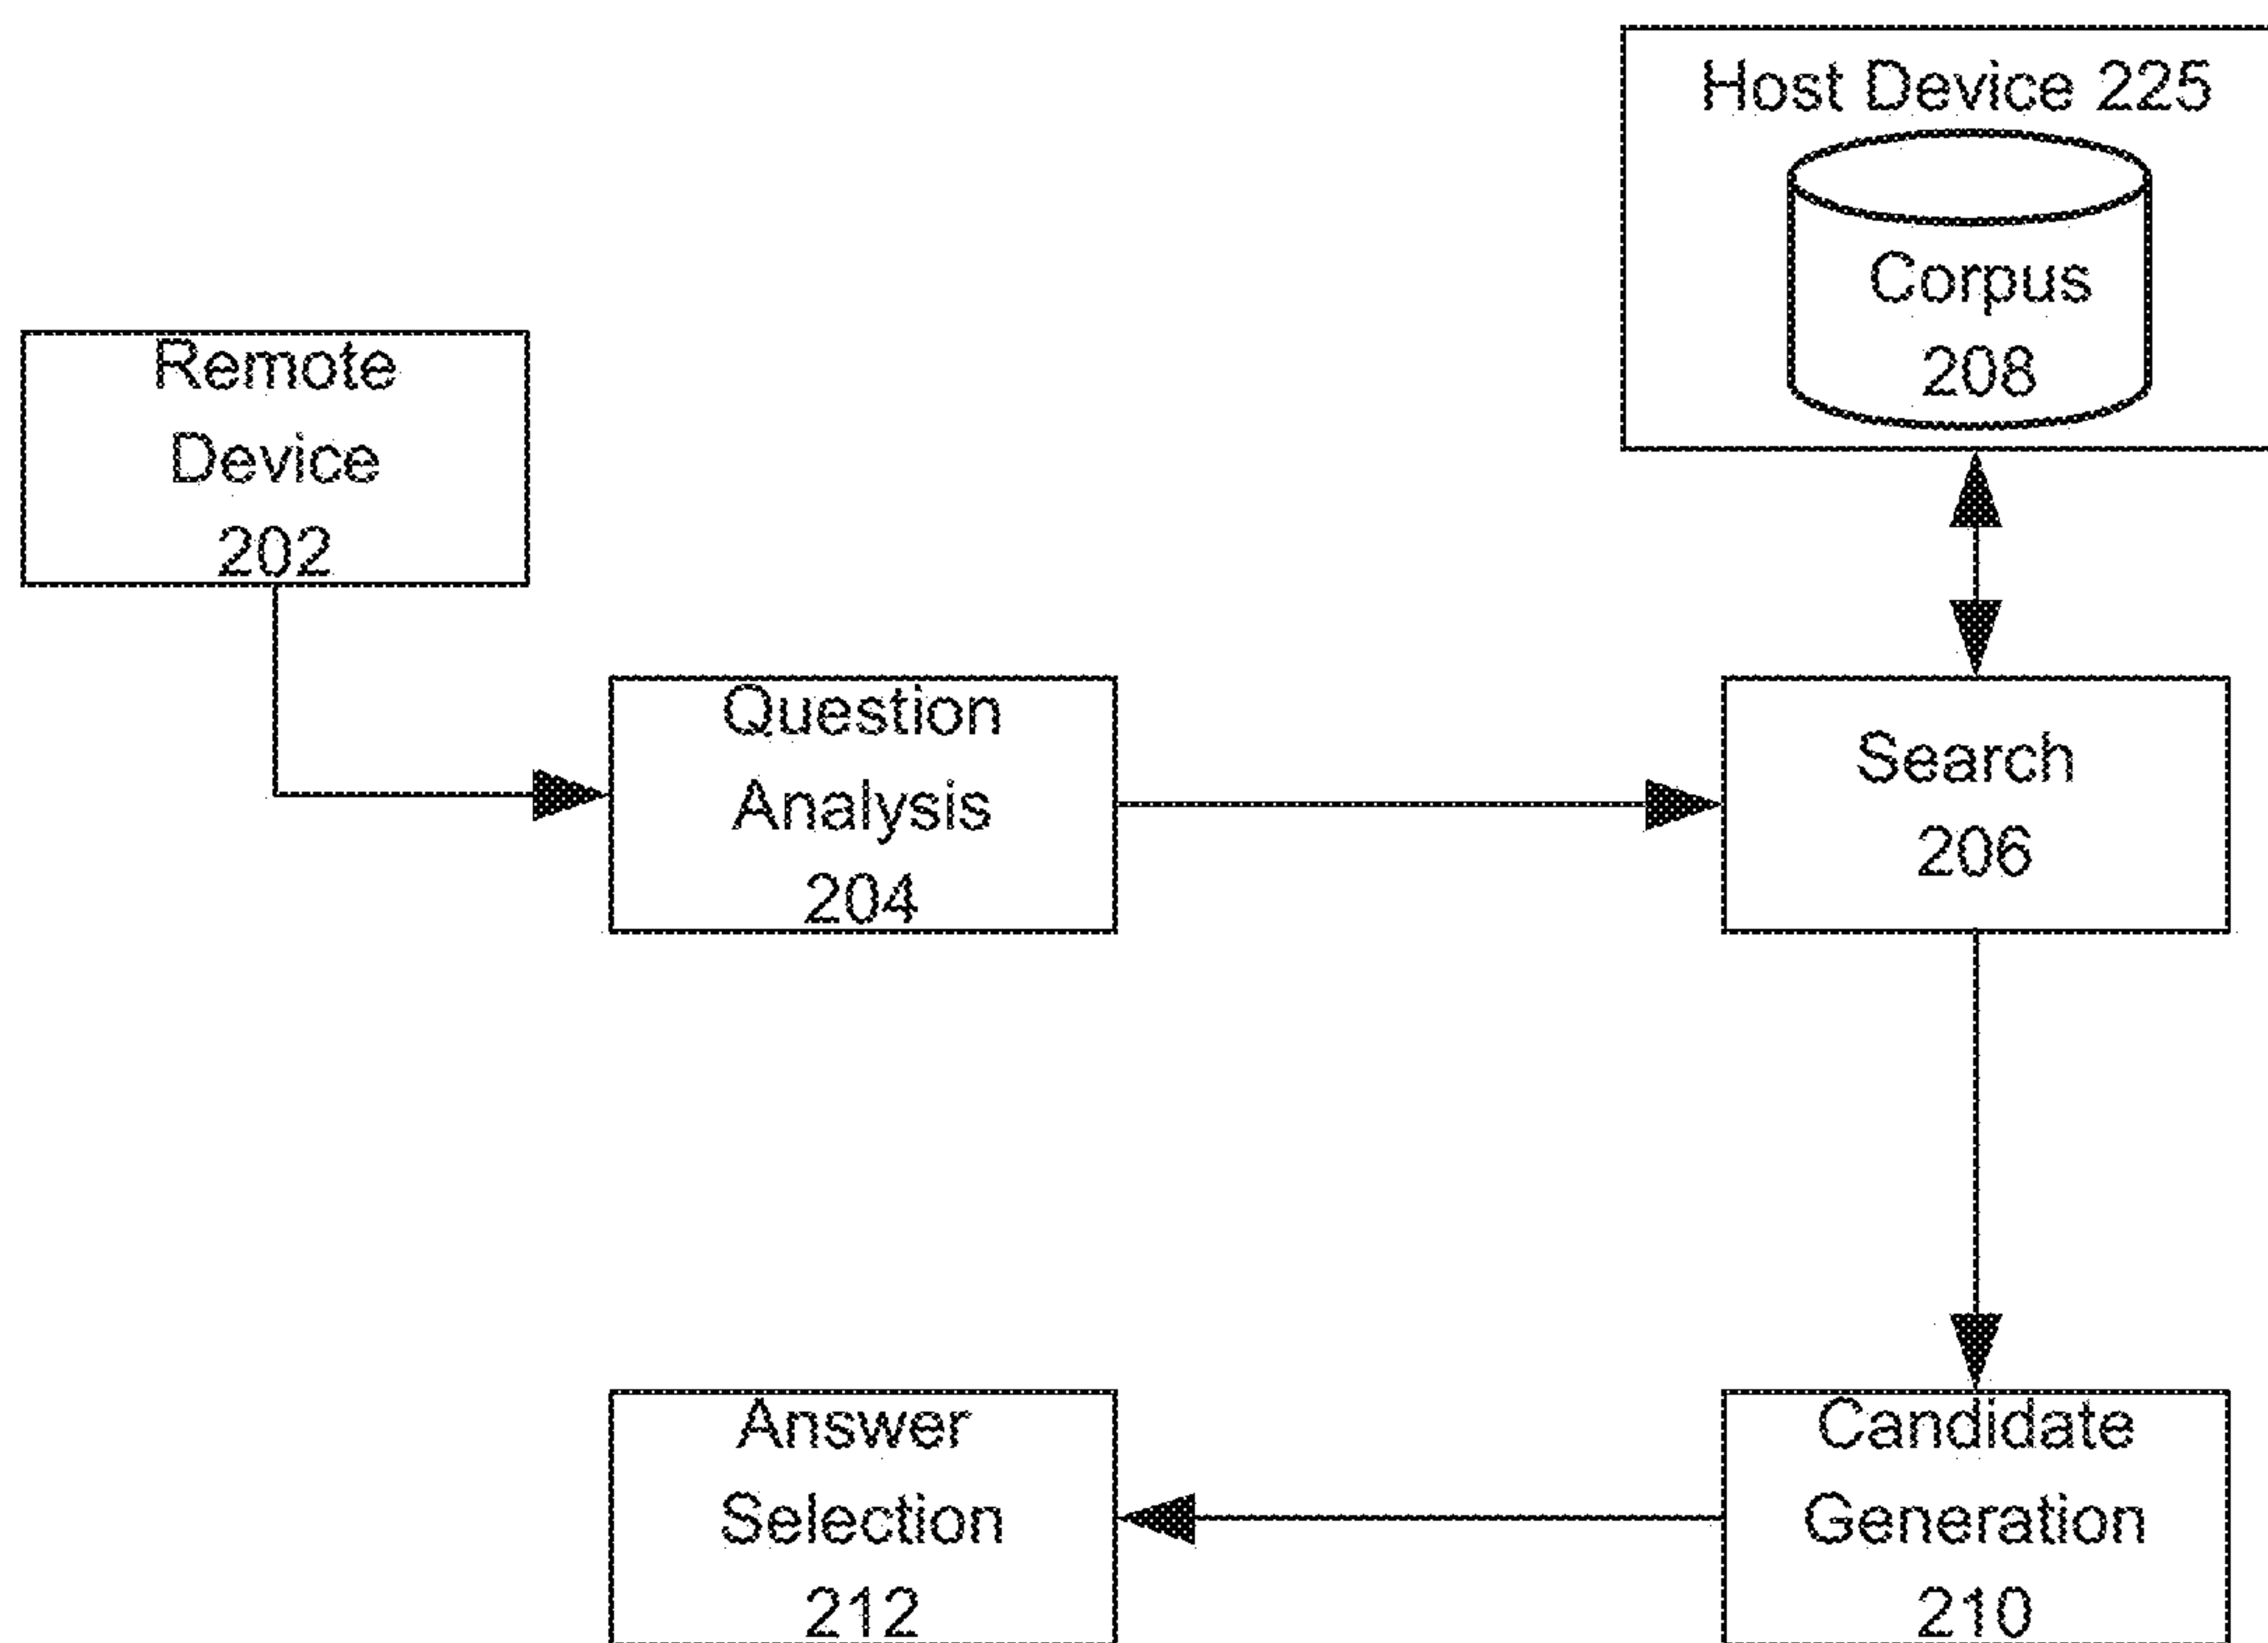 Host Device 225
Corpus
208
Remote
Device
202
Question
Analysis
204
Search
206
Answer
Selection
212
Candidate
Generation
210